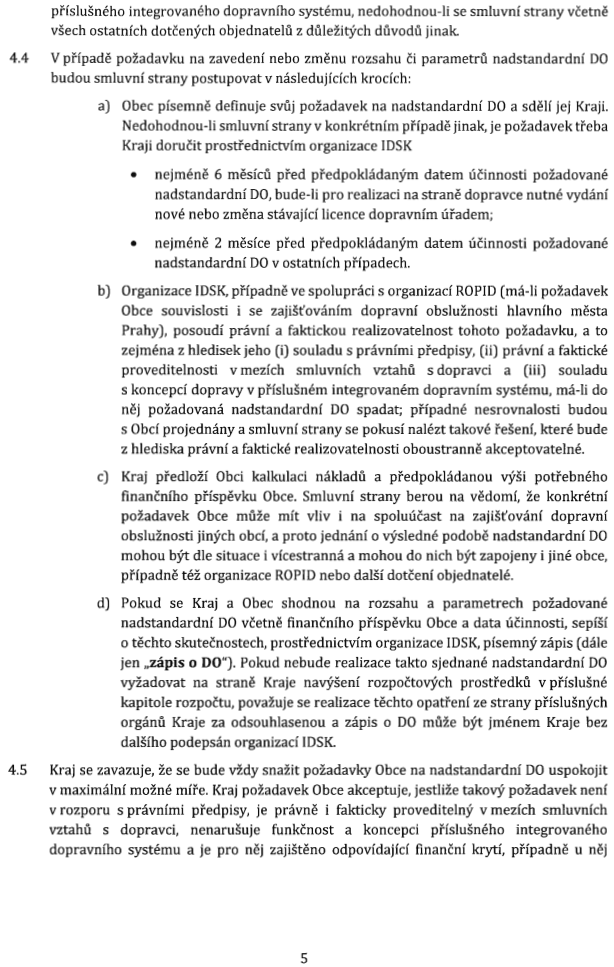 příslušného integrovaného dopravního systému, nedohodnou-li se smluvní strany včetně
všech ostatních dotčených objednatelů z důležitých důvodů jinak.
4.4 V případě požadavku na zavedení nebo změnu rozsahu či parametrů nadstandardní DO
budou smluvní strany postupovat v následujících krocích:
a) Obec písemně definuje svůj požadavek na nadstandardní DO a sdělí jej Kraji.
Nedohodnou-li smluvní strany v konkrétním případě jinak, je požadavek třeba
Kraji doručit prostřednictvím organizace IDSK
• nejméně 6 měsíců před předpokládaným datem účinnosti požadované
nadstandardní DO, bude-li pro realizaci na straně dopravce nutné vydání
nové nebo změna stávající licence dopravním úřadem;
• nejméně 2 měsíce před předpokládaným datem účinnosti požadované
nadstandardní DO v ostatních případech.
b) Organizace IDSK, případně ve spolupráci s organizací ROPID (má-li požadavek
Obce souvislosti i se zajišťováním dopravní obslužnosti hlavního města
Prahy), posoudí právní a faktickou realizovatelnost tohoto požadavku, a to
zejména z hledisek jeho (i) souladu s právními předpisy, (ii) právní a faktické
proveditelnosti v mezích smluvních vztahů s dopravci a (iii) souladu
s koncepcí dopravy v příslušném integrovaném dopravním systému, má-li do
něj požadovaná nadstandardní DO spadat; případné nesrovnalosti budou
s Obcí projednány a smluvní strany se pokusí nalézt takové řešení, které bude
z hlediska právní a faktické realizovatelnosti oboustranně akceptovatelné.
c) Kraj předloží Obci kalkulaci nákladů a předpokládanou výši potřebného
finančního příspěvku Obce. Smluvní strany berou na vědomí, že konkrétní
požadavek Obce může mít vliv i na spoluúčast na zajišťování dopravní
obslužnosti jiných obcí, a proto jednání o výsledné podobě nadstandardní DO
mohou být dle situace i vícestranná a mohou do nich být zapojeny i jiné obce,
případně též organizace ROPID nebo další dotčení objednatelé.
d) Pokud se Kraj a Obec shodnou na rozsahu a parametrech požadované
nadstandardní DO včetně finančního příspěvku Obce a data účinnosti, sepíší
o těchto skutečnostech, prostřednictvím organizace IDSK, písemný zápis (dále
jen „zápis o DO“). Pokud nebude realizace takto sjednané nadstandardní DO
vyžadovat na straně Kraje navýšení rozpočtových prostředků v příslušné
kapitole rozpočtu, považuje se realizace těchto opatření ze strany příslušných
orgánů Kraje za odsouhlasenou a zápis o DO může být jménem Kraje bez
dalšího podepsán organizací IDSK.
4.5 Kraj se zavazuje, že se bude vždy snažit požadavky Obce na nadstandardní DO uspokojit
v maximální možné míře. Kraj požadavek Obce akceptuje, jestliže takový požadavek není
v rozporu s právními předpisy, je právně i fakticky proveditelný v mezích smluvních
vztahů s dopravci, nenarušuje funkčnost a koncepci příslušného integrovaného
dopravního systému a je pro něj zajištěno odpovídající finanční krytí, případně u něj
5